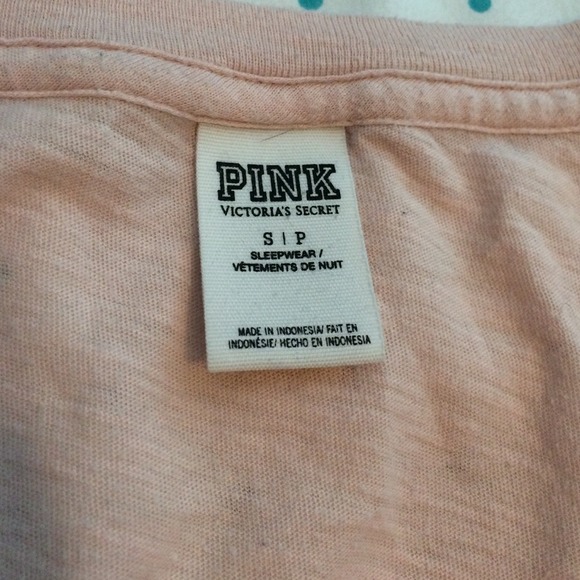 PINK
VICTORIA'S SECRET
S | P
SLEEPWEAR /
VÊTEMENTS DE NUIT
MADE IN INDONESIA/ FAIT EN
INDONÉSIE/ HECHO EN INDONESIA